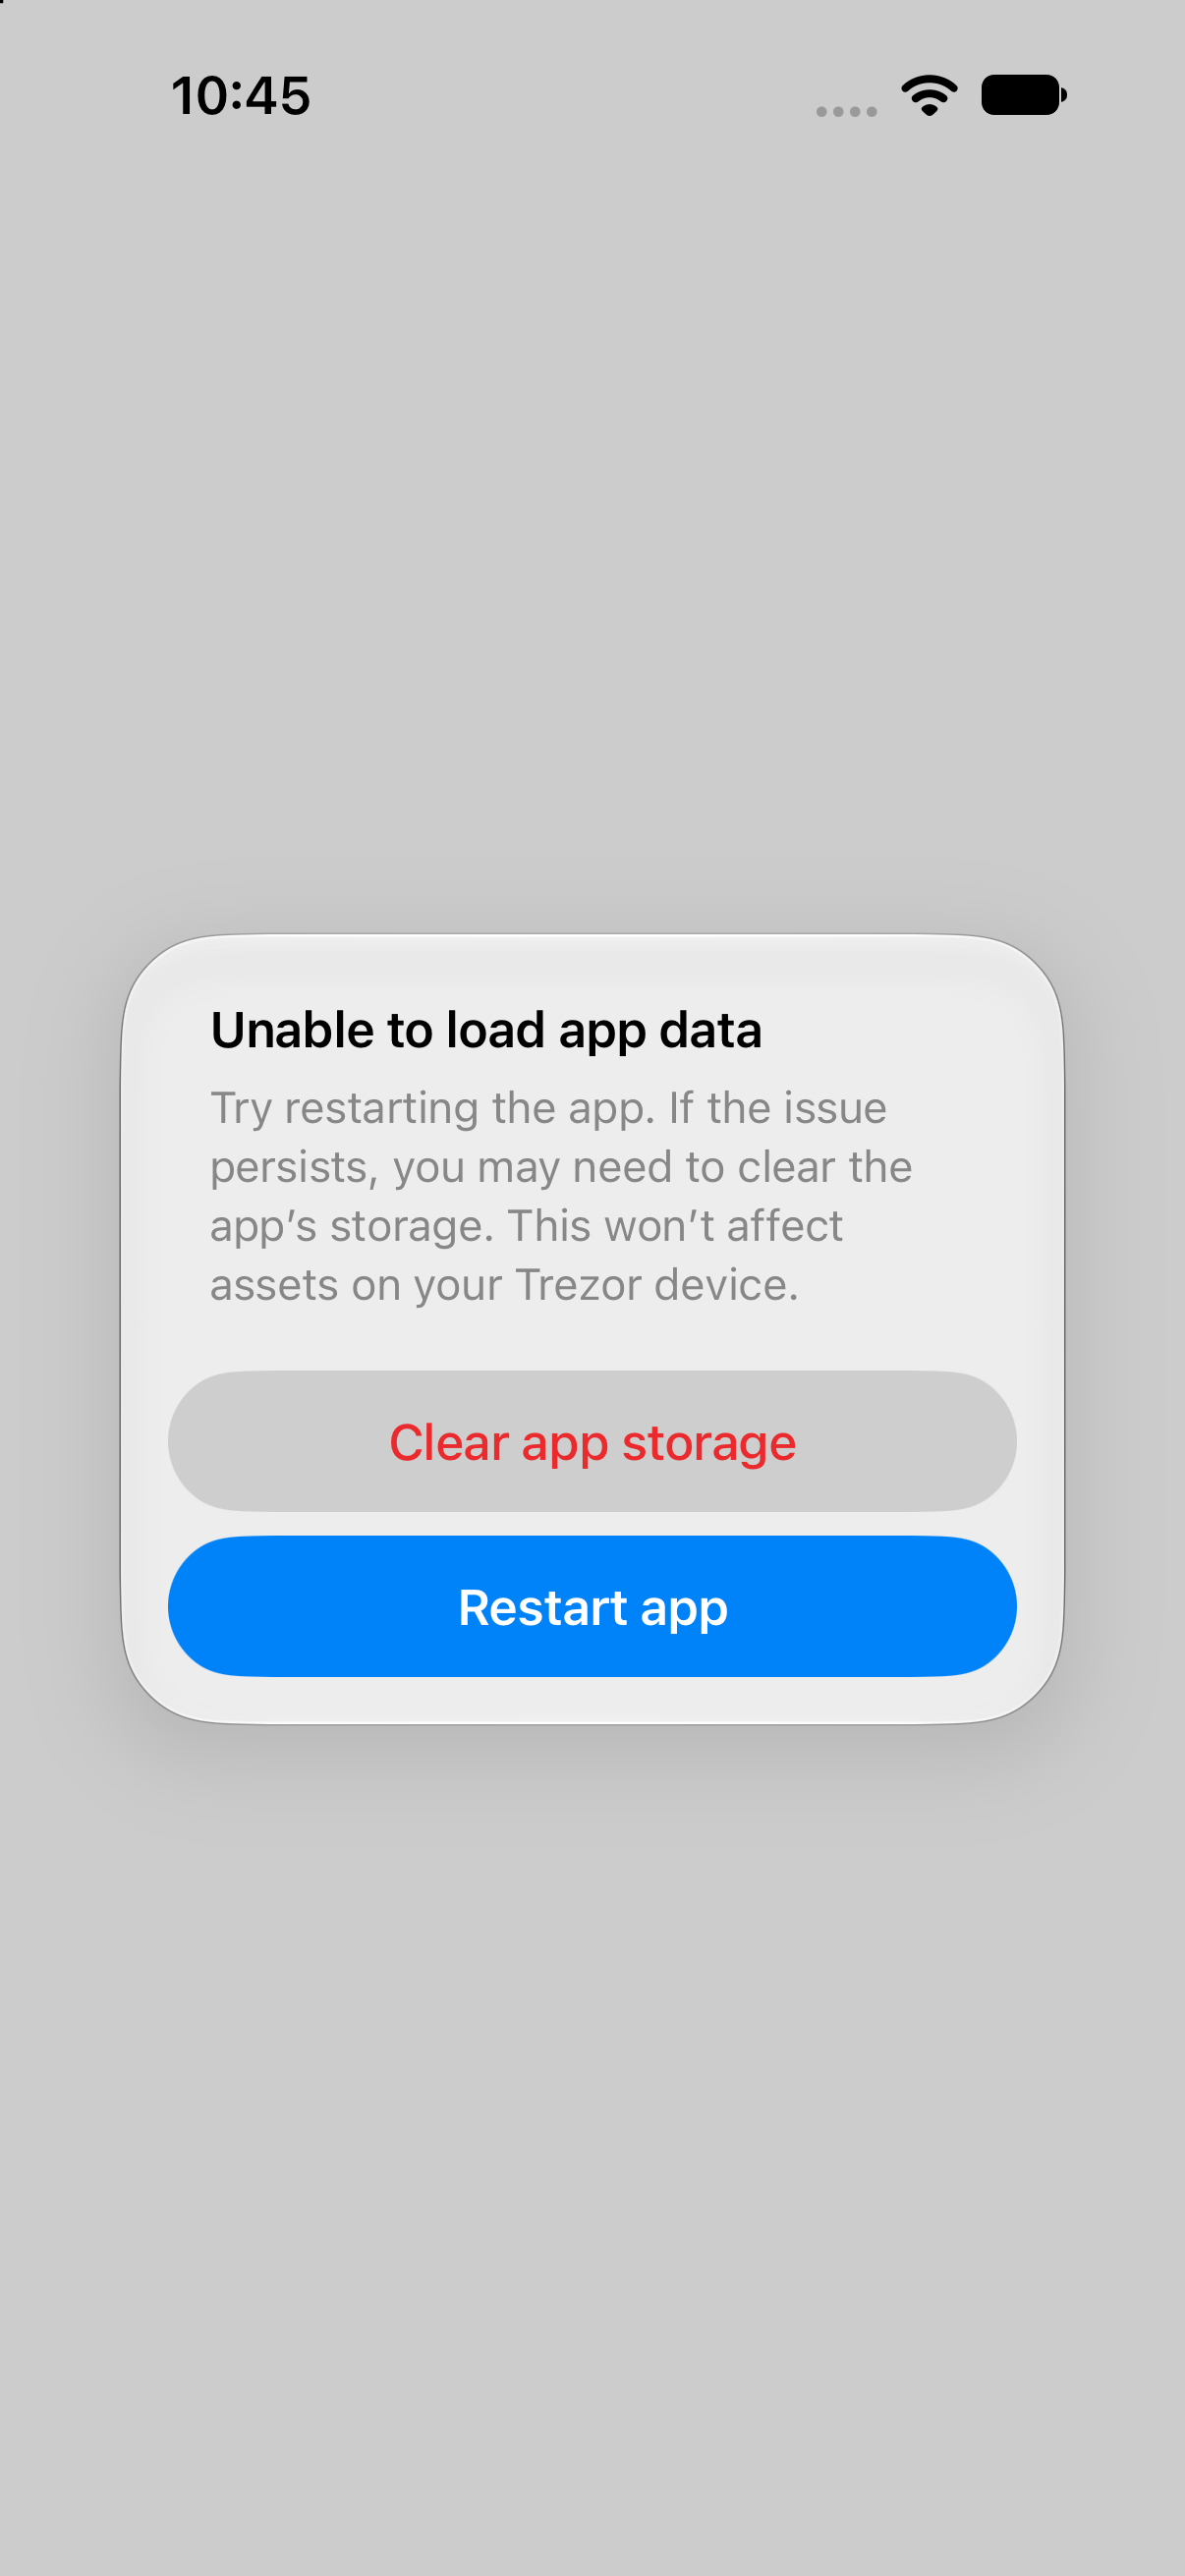 10:45
Unable to load app data
Try restarting the app. If the issue
persists, you may need to clear the
app’s storage. This won’t affect
assets on your Trezor device.
Clear app storage
Restart app